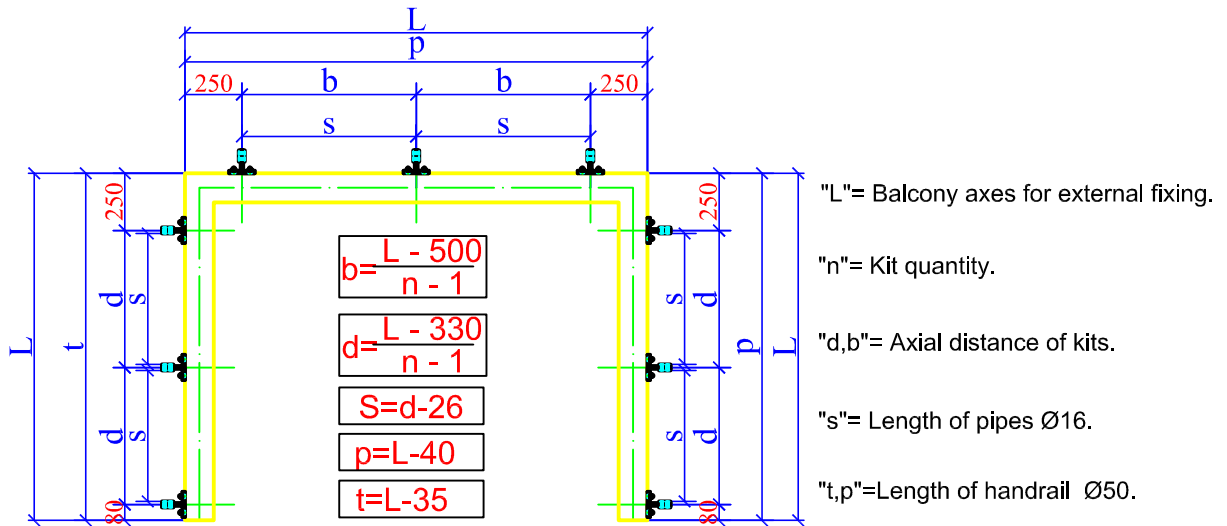 L
p
250 b b 250
s s
250
d
s
d
s
80
L
t
b= L - 500
n - 1
d= L - 330
n - 1
S=d-26
p=L-40
t=L-35
250
s
d
s
d
80
p
L
"L"= Balcony axes for external fixing.
"n"= Kit quantity.
"d,b"= Axial distance of kits.
"s"= Length of pipes Ø16.
"t,p"=Length of handrail Ø50.